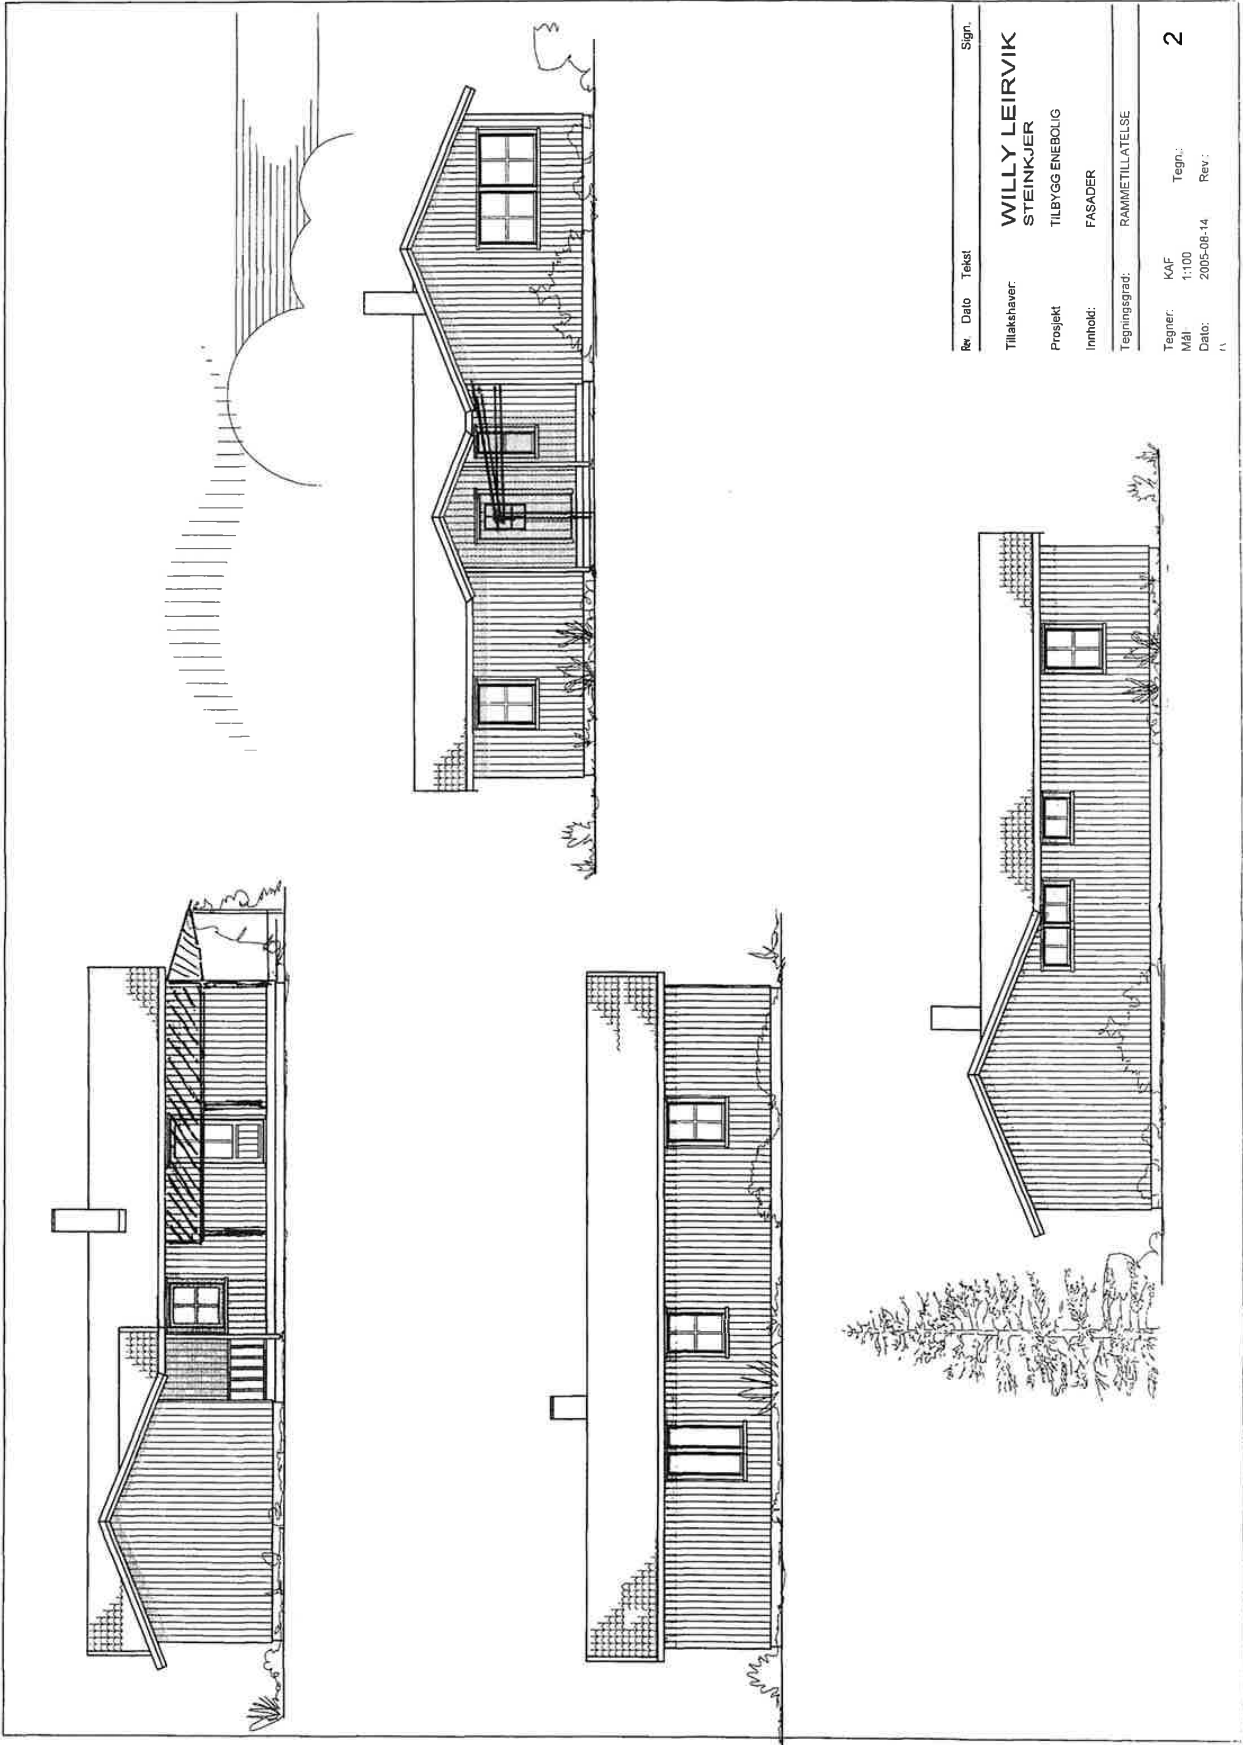 Rev. Dato Tekst Sign.
Tiltakshaver: WILLY LEIRVIK
STEINKJER
Prosjekt TILBYGG ENEBOLIG
Innhold: FASADER
Tegningsgrad: RAMMETILLATELSE
Tegner: KAF Tegn.: 2
Mål 1:100
Dato: 2005-08-14 Rev.: